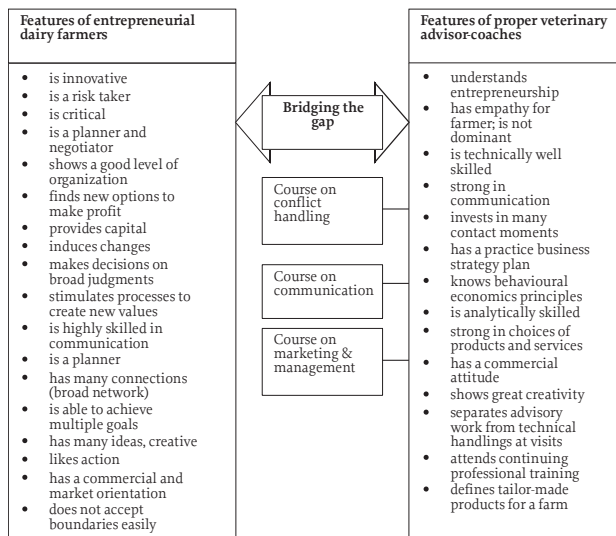 Features of entrepreneurial
dairy farmers
• is innovative
• is a risk taker
• is critical
• is a planner and
negotiator
• shows a good level of
organization
• finds new options to
make profit
• provides capital
• induces changes
• makes decisions on
broad judgments
• stimulates processes to
create new values
• is highly skilled in
communication
• is a planner
• has many connections
(broad network)
• is able to achieve
multiple goals
• has many ideas, creative
• likes action
• has a commercial and
market orientation
• does not accept
boundaries easily
Bridging the
gap
Course on
conflict
handling
Course on
communication
Course on
marketing &
management
Features of proper veterinary
advisor-coaches
• understands
entrepreneurship
• has empathy for
farmer; is not
dominant
• is technically well
skilled
• strong in
communication
• invests in many
contact moments
• has a practice business
strategy plan
• knows behavioural
economics principles
• is analytically skilled
• strong in choices of
products and services
• has a commercial
attitude
• shows great creativity
• separates advisory
work from technical
handlings at visits
• attends continuing
professional training
• defines tailor-made
products for a farm